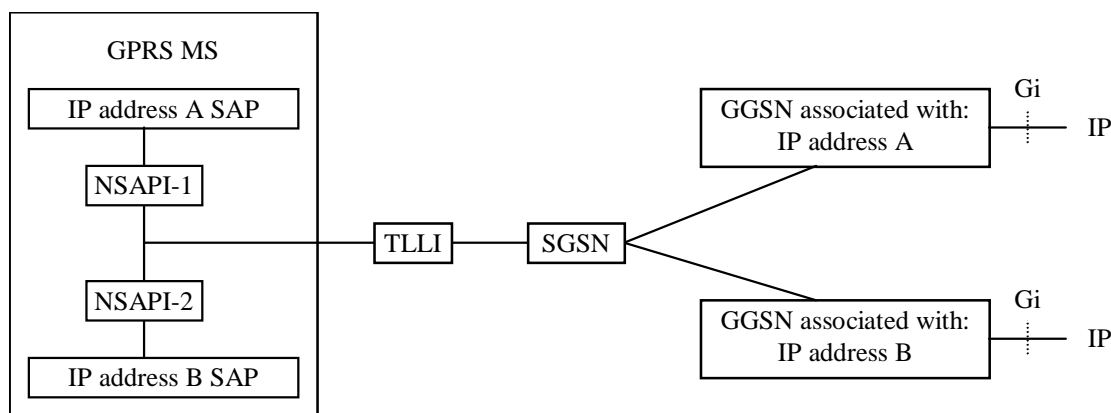 GPRS MS
IP address A SAP
NSAPI-1
NSAPI-2
IP address B SAP
TLLI
SGSN
GGSN associated with:
IP address A
Gi
IP
GGSN associated with:
IP address B
Gi
IP